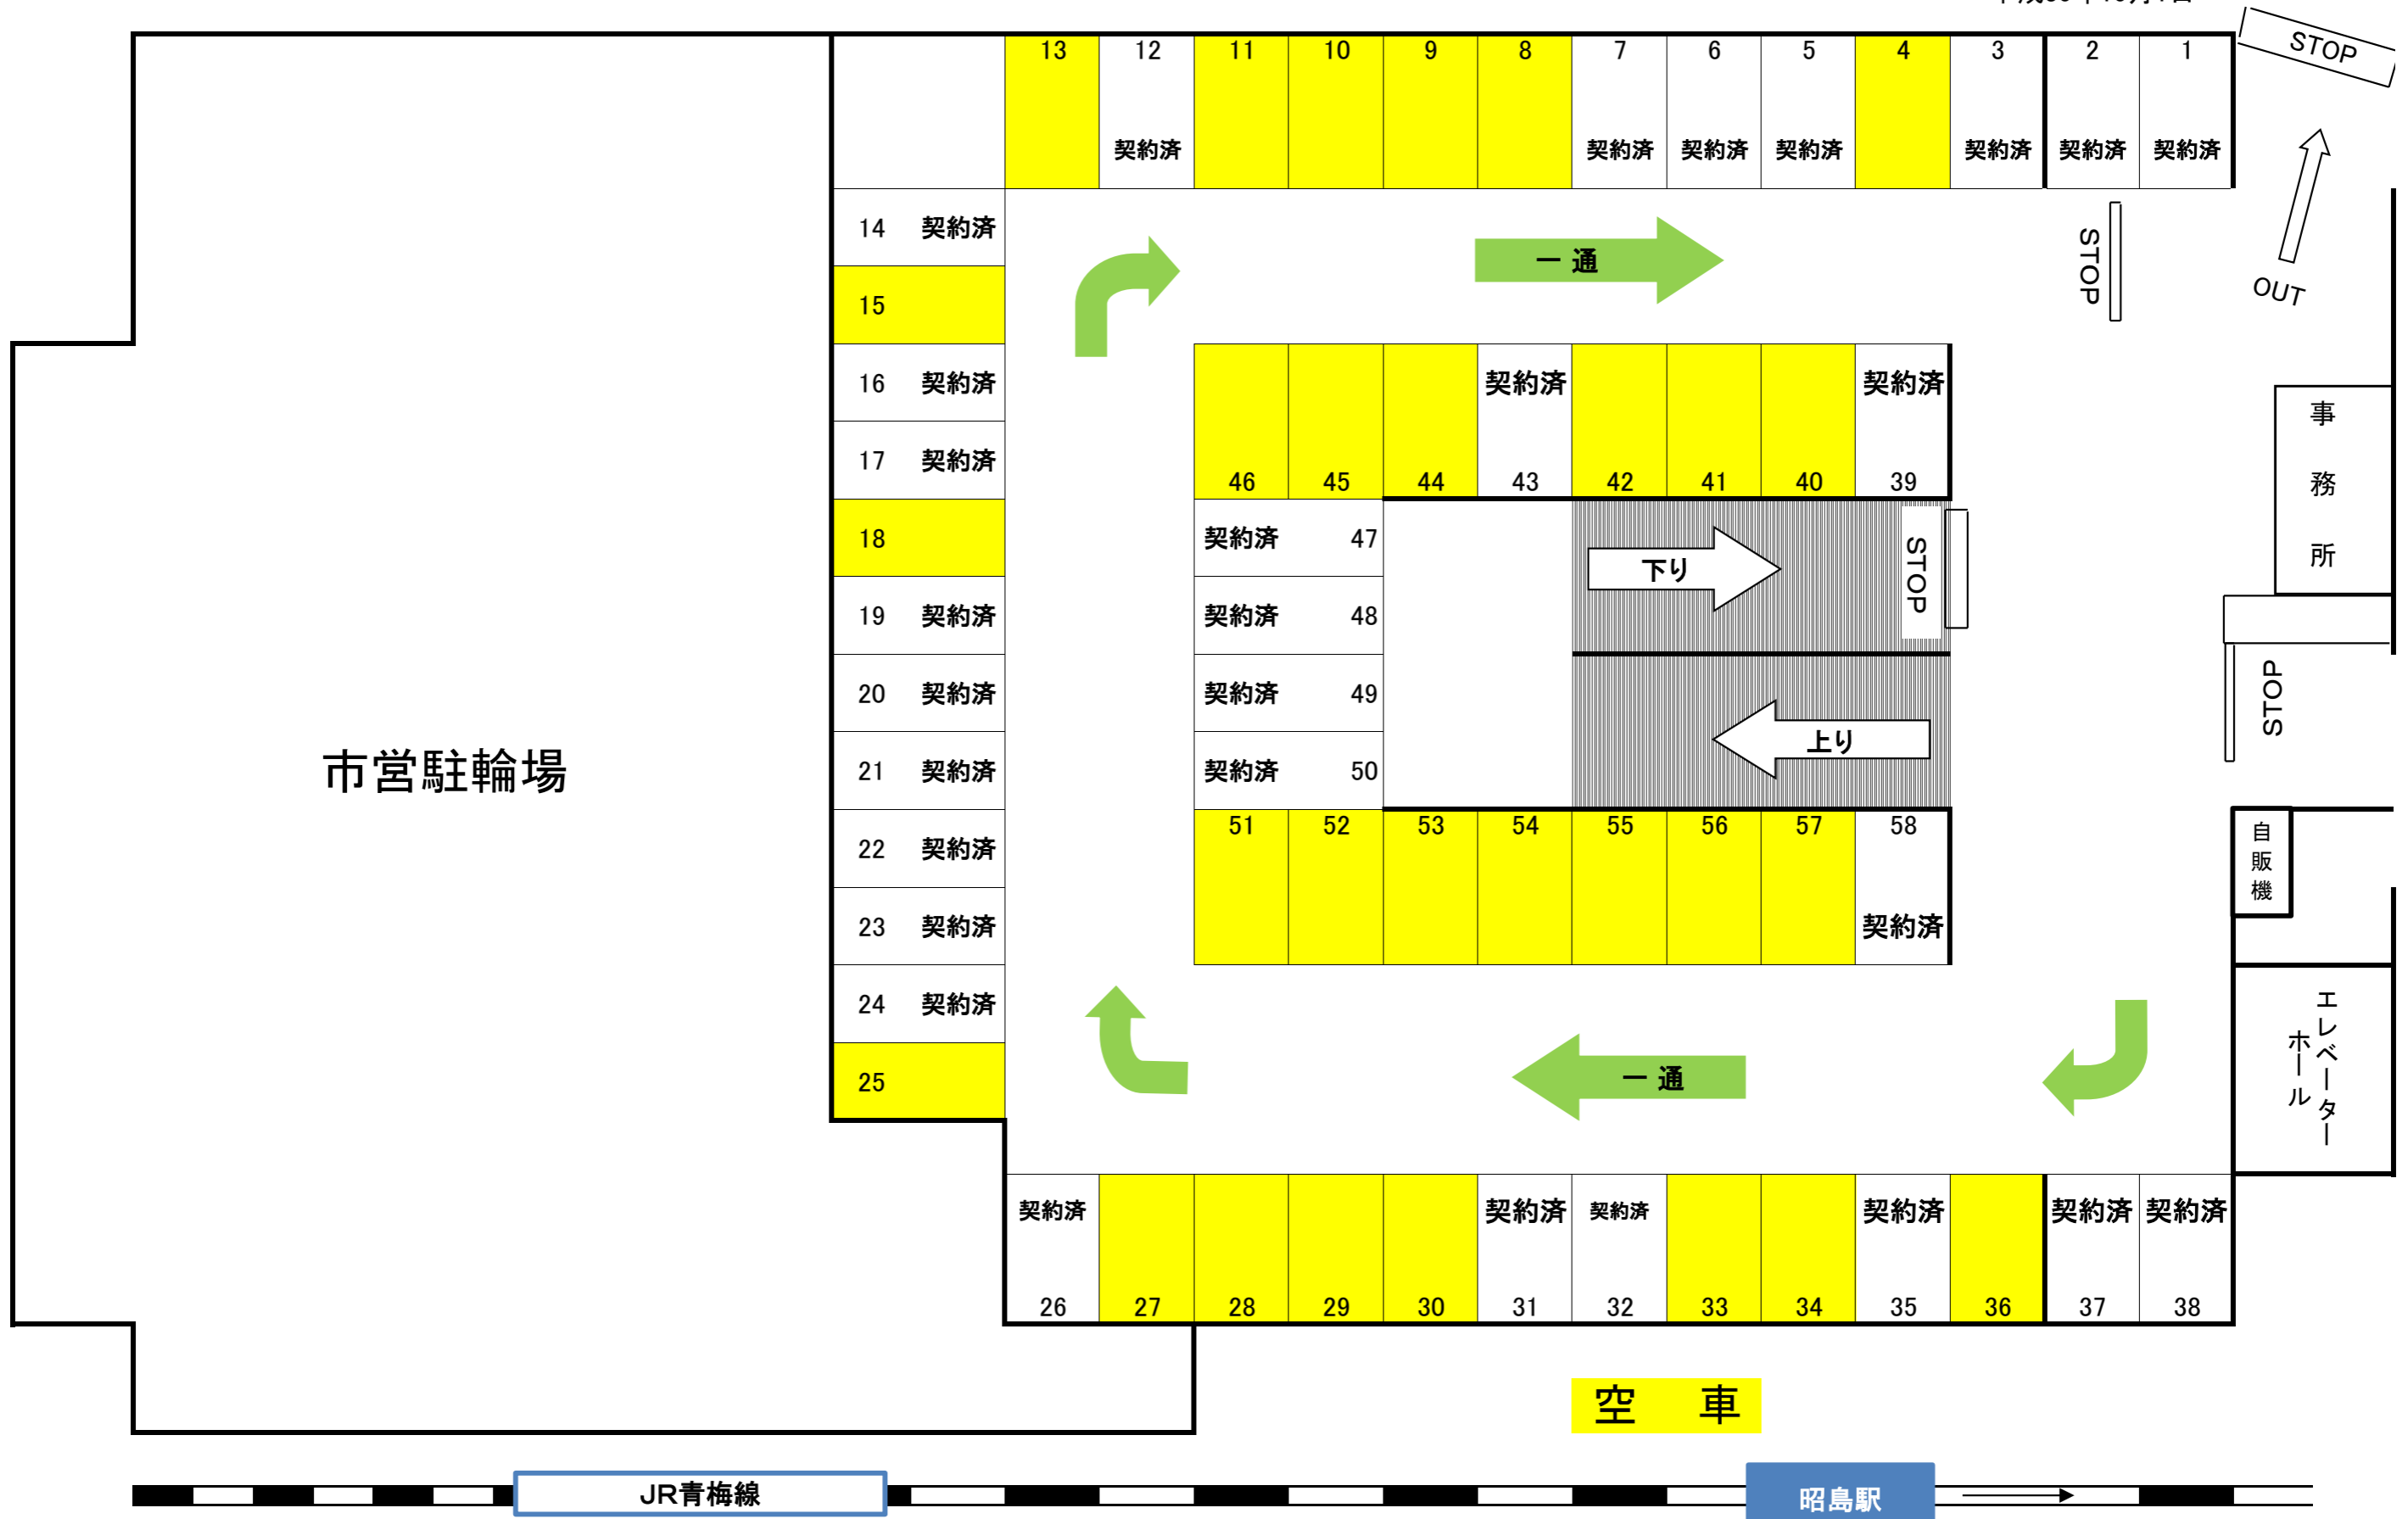 STOP
13 12 11 10 9 8 7 6 5 4 3 2 1
契約済 契約済 契約済 契約済 契約済 契約済 契約済
14 契約済
一 通
STOP
OUT
15
16 契約済
契約済 契約済
事務所
17 契約済
46 45 44 43 42 41 40 39
18
契約済 47
下り
STOP
19 契約済
契約済 48
20 契約済
契約済 49
STOP
市営駐輪場
21 契約済
契約済 50
上り
22 契約済
51 52 53 54 55 56 57 58
自販機
23 契約済
契約済
24 契約済
エレベーター
ホール
25
一 通
契約済 契約済 契約済 契約済 契約済 契約済
26 27 28 29 30 31 32 33 34 35 36 37 38
空 車
JR青梅線
昭島駅